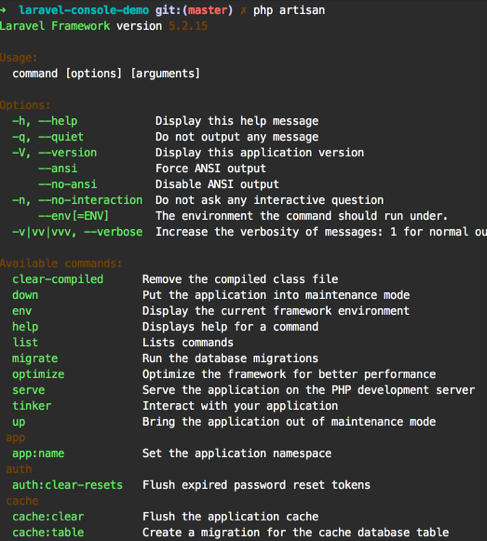 ➜ laravel-console-demo git:(master) ✗ php artisan
Laravel Framework version 5.2.15
Usage:
command [options] [arguments]
Options:
-h, --help Display this help message
-q, --quiet Do not output any message
-V, --version Display this application version
--ansi Force ANSI output
--no-ansi Disable ANSI output
-n, --no-interaction Do not ask any interactive question
--env[=ENV] The environment the command should run under.
-v|vv|vvv, --verbose Increase the verbosity of messages: 1 for normal ou
Available commands:
clear-compiled Remove the compiled class file
down Put the application into maintenance mode
env Display the current framework environment
help Displays help for a command
list Lists commands
migrate Run the database migrations
optimize Optimize the framework for better performance
serve Serve the application on the PHP development server
tinker Interact with your application
up Bring the application out of maintenance mode
app
app:name Set the application namespace
auth
auth:clear-resets Flush expired password reset tokens
cache
cache:clear Flush the application cache
cache:table Create a migration for the cache database table